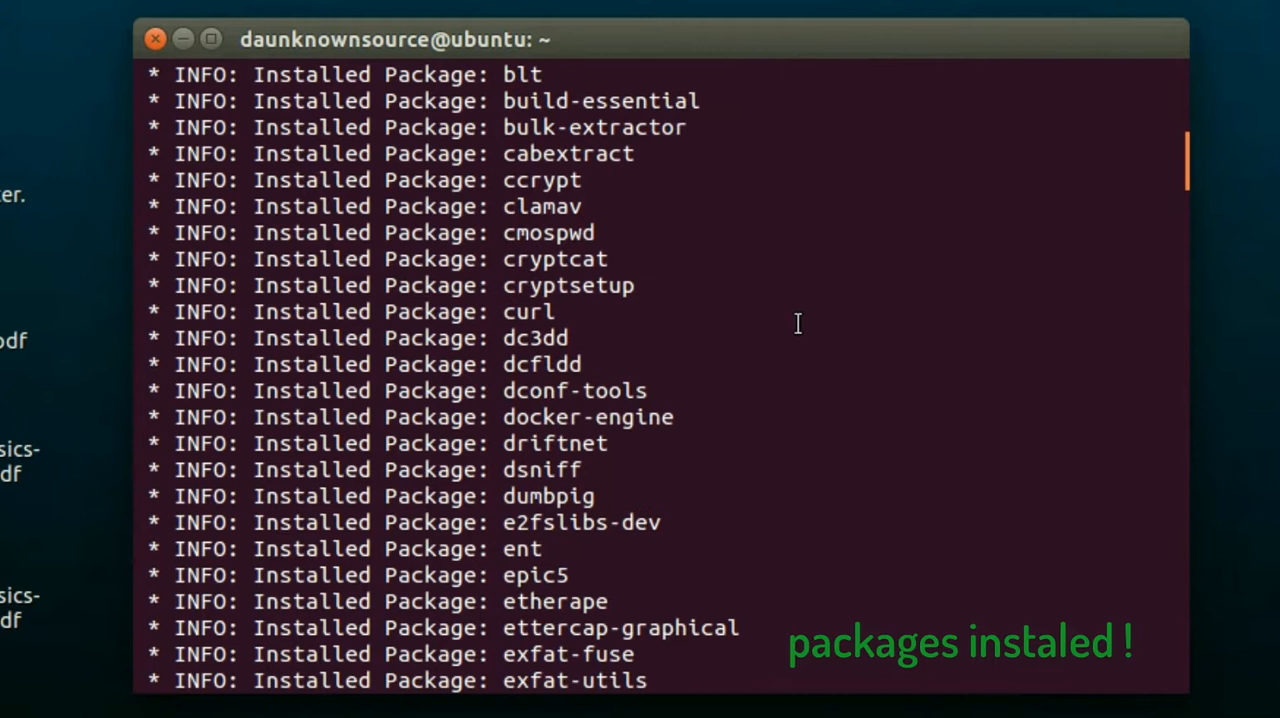 daunknownsource@ubuntu: ~
* INFO: Installed Package: blt
* INFO: Installed Package: build-essential
* INFO: Installed Package: bulk-extractor
* INFO: Installed Package: cabextract
* INFO: Installed Package: ccrypt
* INFO: Installed Package: clamav
* INFO: Installed Package: cmospwd
* INFO: Installed Package: cryptcat
* INFO: Installed Package: cryptsetup
* INFO: Installed Package: curl
* INFO: Installed Package: dc3dd
* INFO: Installed Package: dcfldd
* INFO: Installed Package: dconf-tools
* INFO: Installed Package: docker-engine
* INFO: Installed Package: driftnet
* INFO: Installed Package: dsniff
* INFO: Installed Package: dumbpig
* INFO: Installed Package: e2fslibs-dev
* INFO: Installed Package: ent
* INFO: Installed Package: epic5
* INFO: Installed Package: etherape
* INFO: Installed Package: ettercap-graphical
* INFO: Installed Package: exfat-fuse
* INFO: Installed Package: exfat-utils
packages instaled !